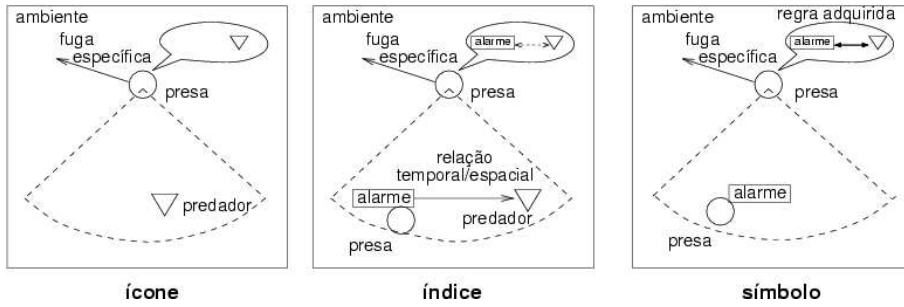 ambiente
fuga
específica
presa
predador
ícone
ambiente
fuga
específica
alarme
presa
relação
temporal/espacial
alarme
predador
presa
índice
ambiente
regra adquirida
fuga
específica
alarme
presa
alarme
presa
símbolo